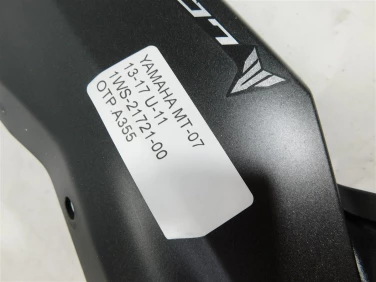 YAMAHA MT-07
13-17 U-11
1WS-21721-00
OTP A355